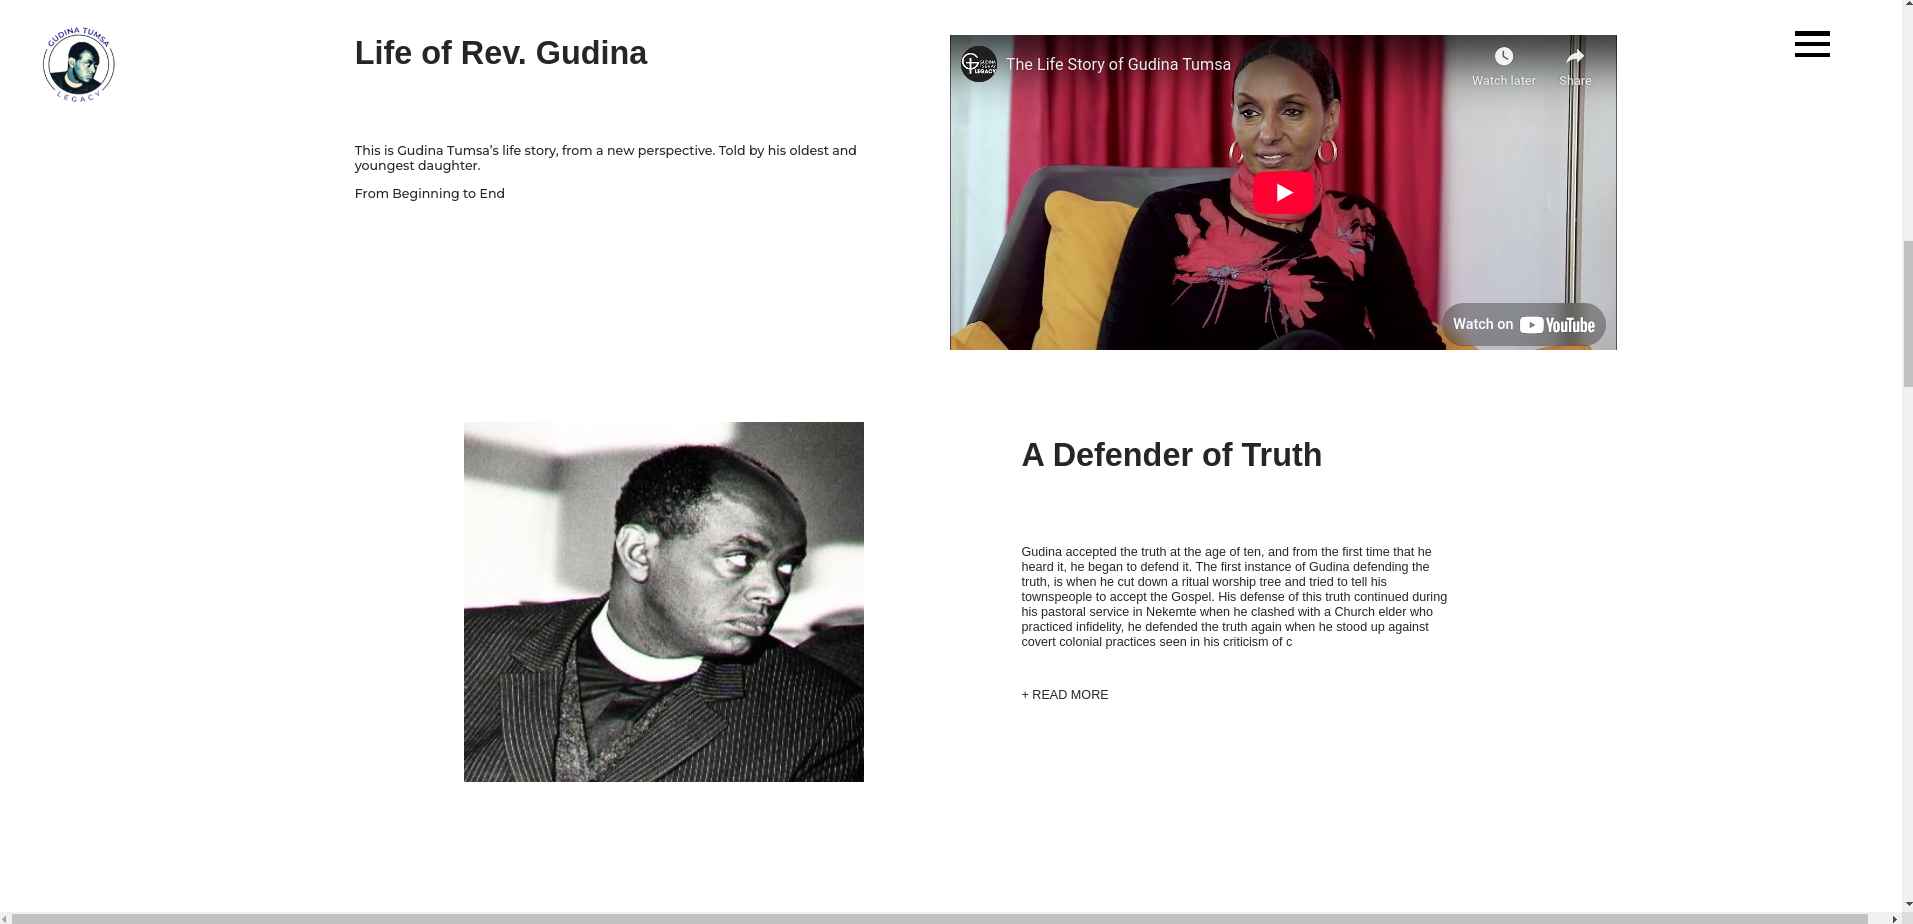 GUDINA TUMSA
LEGACY
Life of Rev. Gudina
This is Gudina Tumsa’s life story, from a new perspective. Told by his oldest and
youngest daughter.
From Beginning to End
The Life Story of Gudina Tumsa
Watch later
Share
Watch on YouTube
A Defender of Truth
Gudina accepted the truth at the age of ten, and from the first time that he
heard it, he began to defend it. The first instance of Gudina defending the
truth, is when he cut down a ritual worship tree and tried to tell his
townspeople to accept the Gospel. His defense of this truth continued during
his pastoral service in Nekemte when he clashed with a Church elder who
practiced infidelity, he defended the truth again when he stood up against
covert colonial practices seen in his criticism of c
+ READ MORE